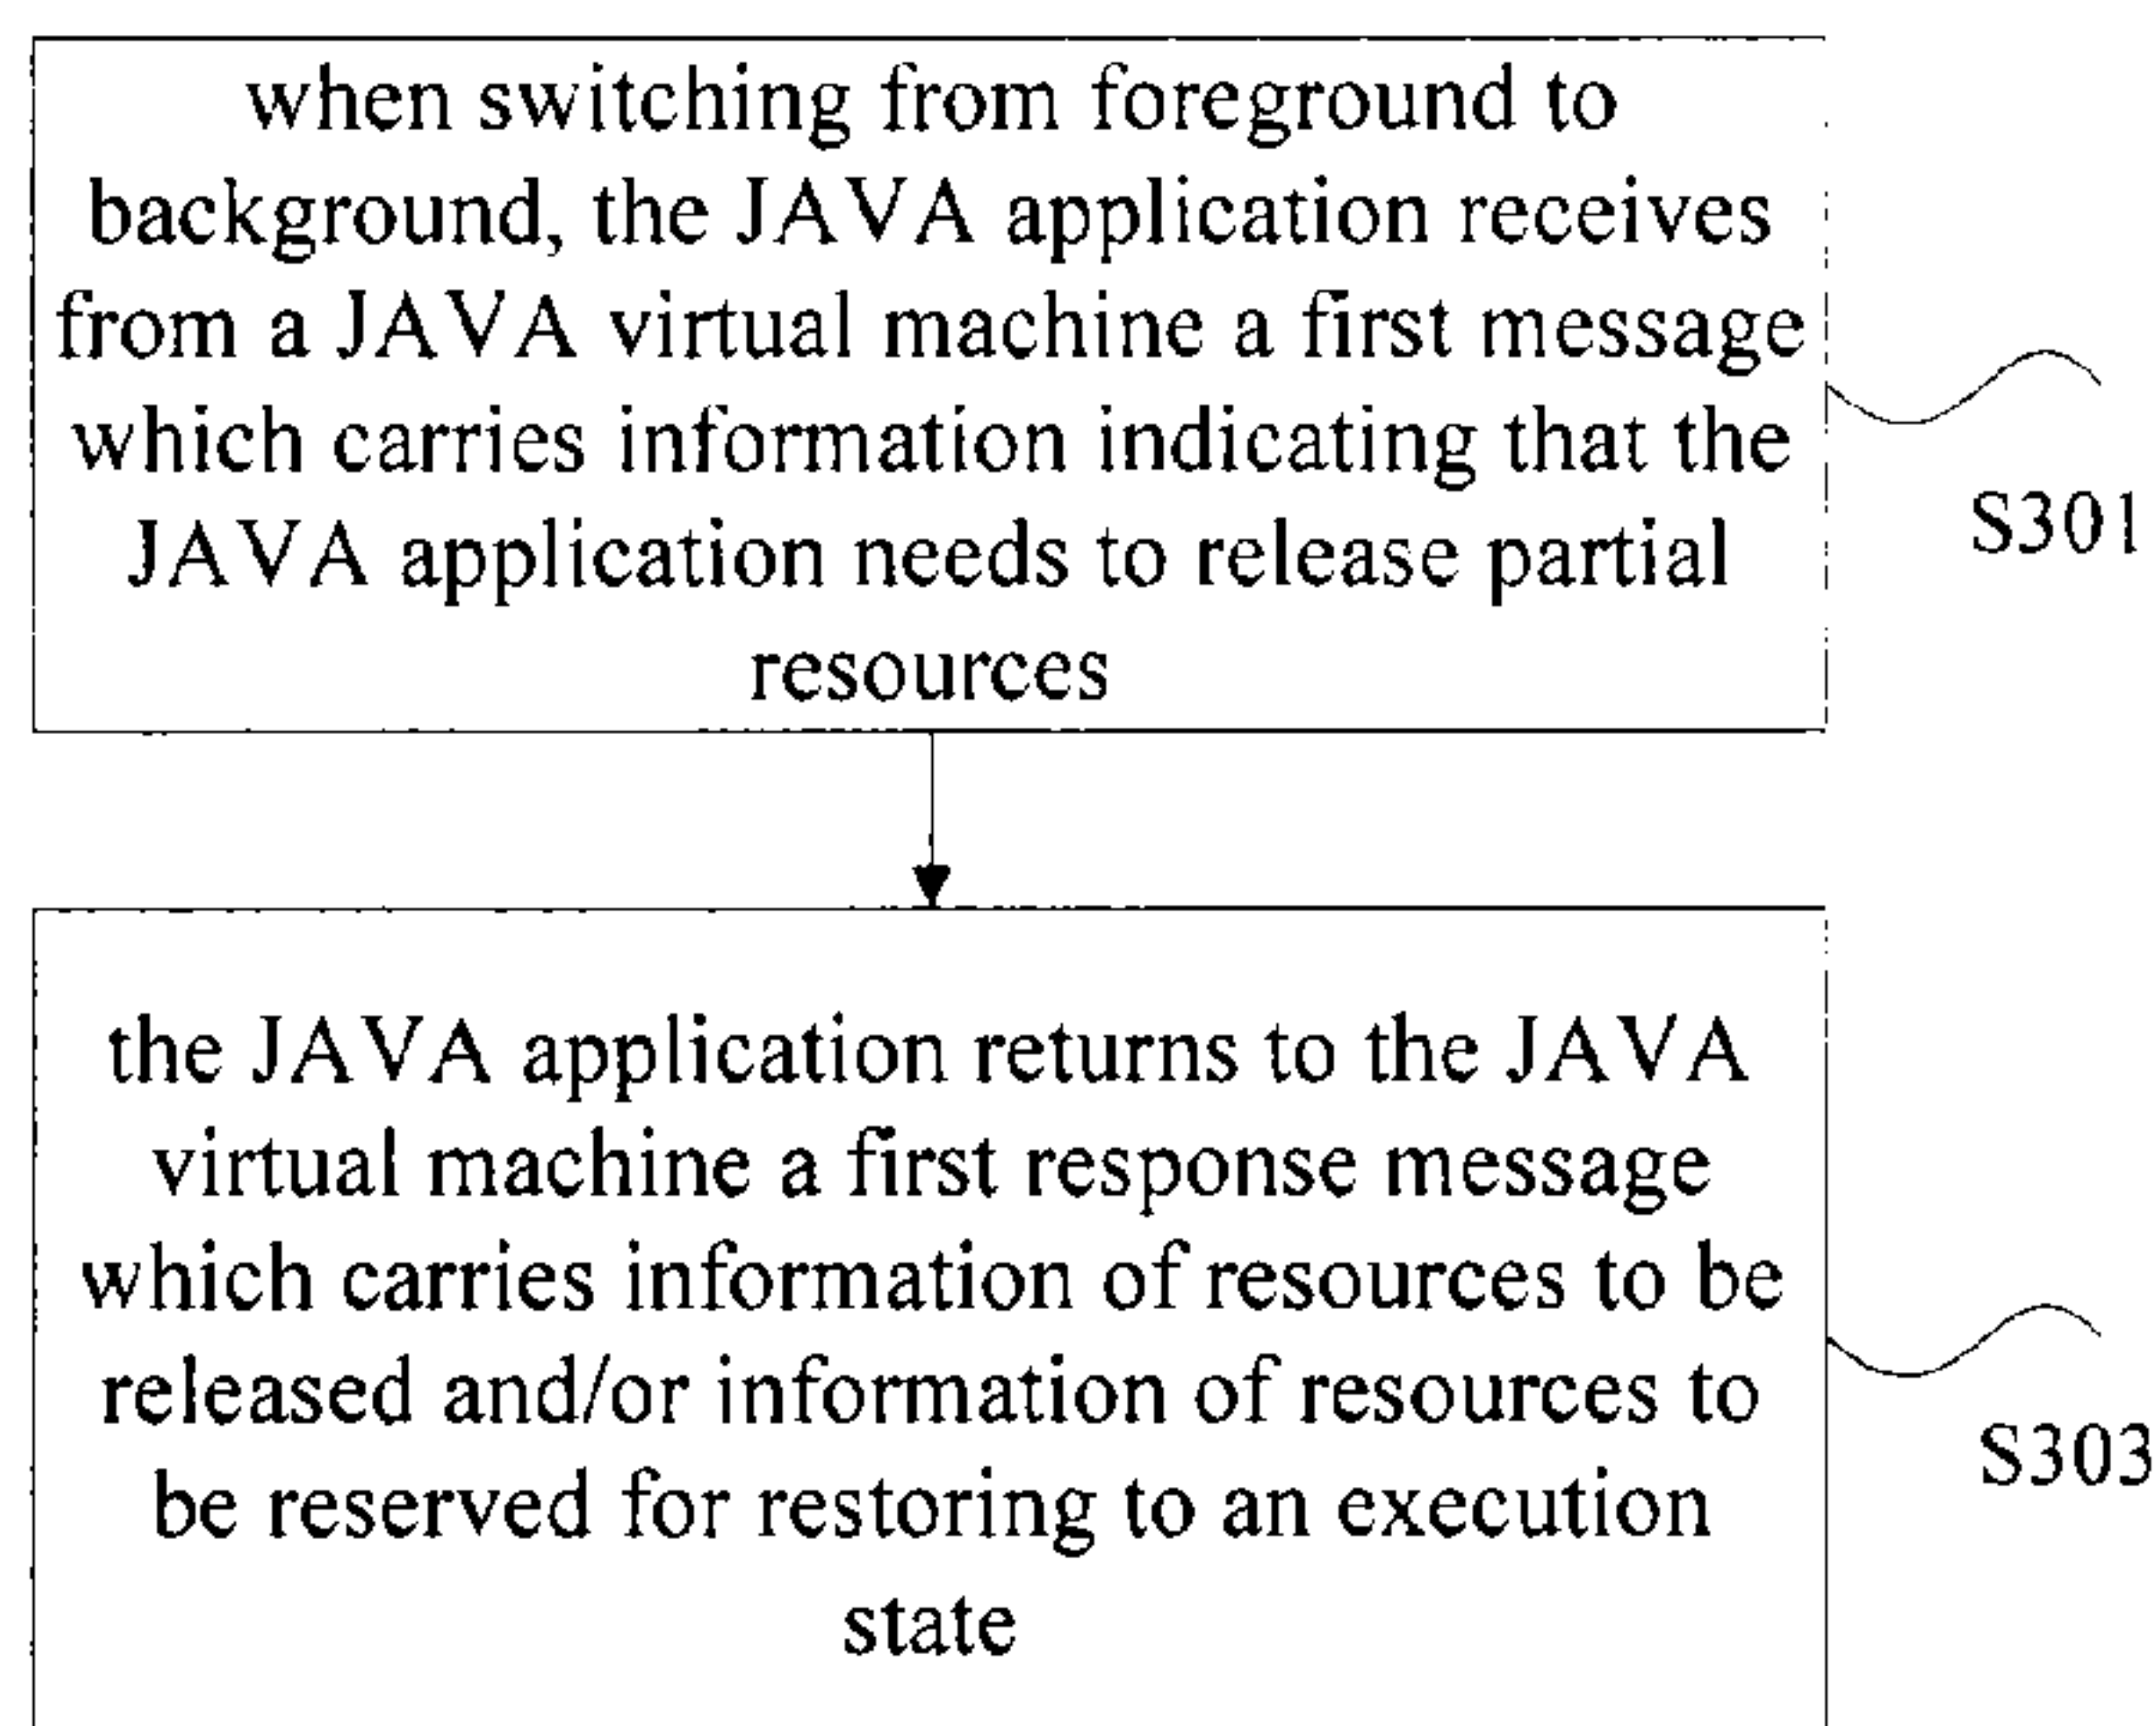 when switching from foreground to
background, the JAVA application receives
from a JAVA virtual machine a first message
which carries information indicating that the
JAVA application needs to release partial
resources
S301
the JAVA application returns to the JAVA
virtual machine a first response message
which carries information of resources to be
released and/or information of resources to
be reserved for restoring to an execution
state
S303